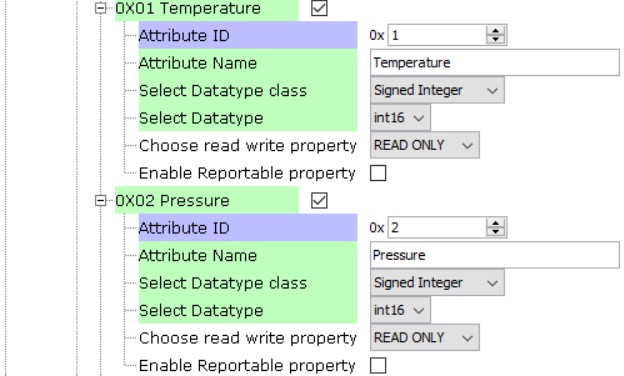 0X01 Temperature
Attribute ID 0x 1
Attribute Name Temperature
Select Datatype class Signed Integer
Select Datatype int16
Choose read write property READ ONLY
Enable Reportable property
0X02 Pressure
Attribute ID 0x 2
Attribute Name Pressure
Select Datatype class Signed Integer
Select Datatype int16
Choose read write property READ ONLY
Enable Reportable property